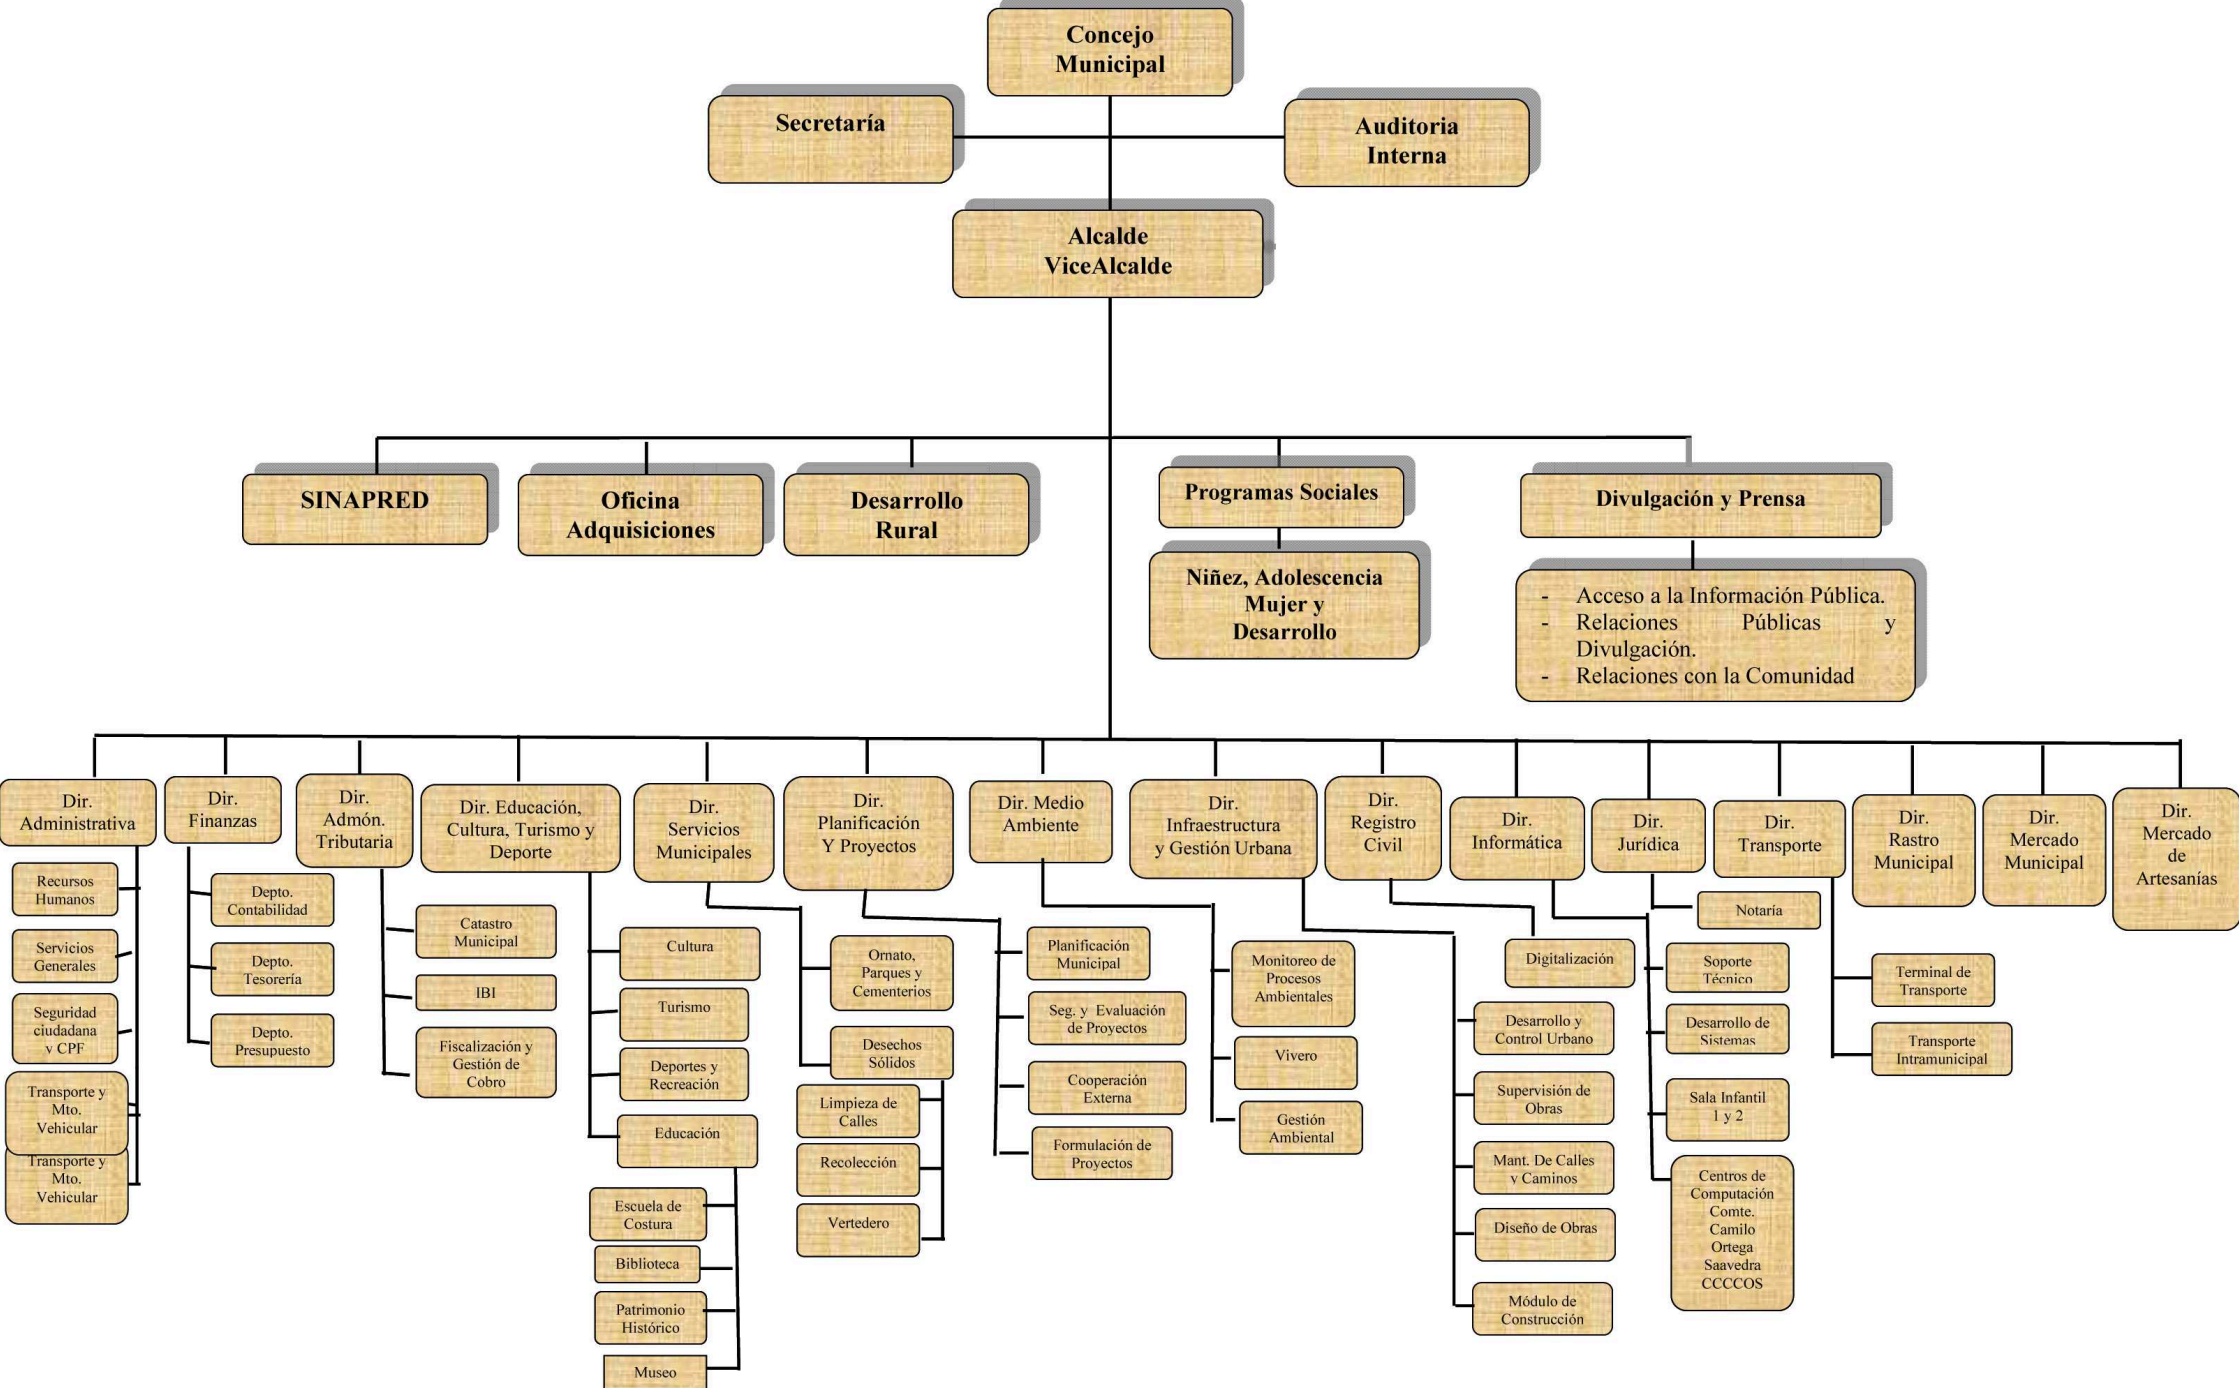 Concejo
Municipal
Secretaría
Auditoria
Interna
Alcalde
ViceAlcalde
SINAPRED
Oficina
Adquisiciones
Desarrollo
Rural
Programas Sociales
Divulgación y Prensa
Niñez, Adolescencia
Mujer y
Desarrollo
- Acceso a la Información Pública.
- Relaciones Públicas y
Divulgación.
- Relaciones con la Comunidad
Dir.
Administrativa
Recursos
Humanos
Servicios
Generales
Seguridad
ciudadana
y CPF
Transporte y
Mto.
Vehicular
Transporte y
Mto.
Vehicular
Dir.
Finanzas
Depto.
Contabilidad
Depto.
Tesorería
Depto.
Presupuesto
Dir.
Admón.
Tributaria
Catastro
Municipal
IBI
Fiscalización y
Gestión de
Cobro
Dir. Educación,
Cultura, Turismo y
Deporte
Cultura
Turismo
Deportes y
Recreación
Educación
Escuela de
Costura
Biblioteca
Patrimonio
Histórico
Museo
Dir.
Servicios
Municipales
Ornato,
Parques y
Cementerios
Desechos
Sólidos
Limpieza de
Calles
Recolección
Vertedero
Dir.
Planificación
Y Proyectos
Planificación
Municipal
Seg. y Evaluación
de Proyectos
Cooperación
Externa
Formulación de
Proyectos
Dir. Medio
Ambiente
Monitoreo de
Procesos
Ambientales
Vivero
Gestión
Ambiental
Dir.
Infraestructura
y Gestión Urbana
Desarrollo y
Control Urbano
Supervisión de
Obras
Mant. De Calles
y Caminos
Diseño de Obras
Módulo de
Construcción
Dir.
Registro
Civil
Digitalización
Dir.
Informática
Soporte
Técnico
Desarrollo de
Sistemas
Sala Infantil
1 y 2
Centros de
Computación
Comte.
Camilo
Ortega
Saavedra
CCCCOS
Dir.
Jurídica
Notaría
Dir.
Transporte
Terminal de
Transporte
Transporte
Intramunicipal
Dir.
Rastro
Municipal
Dir.
Mercado
Municipal
Dir.
Mercado
de
Artesanías